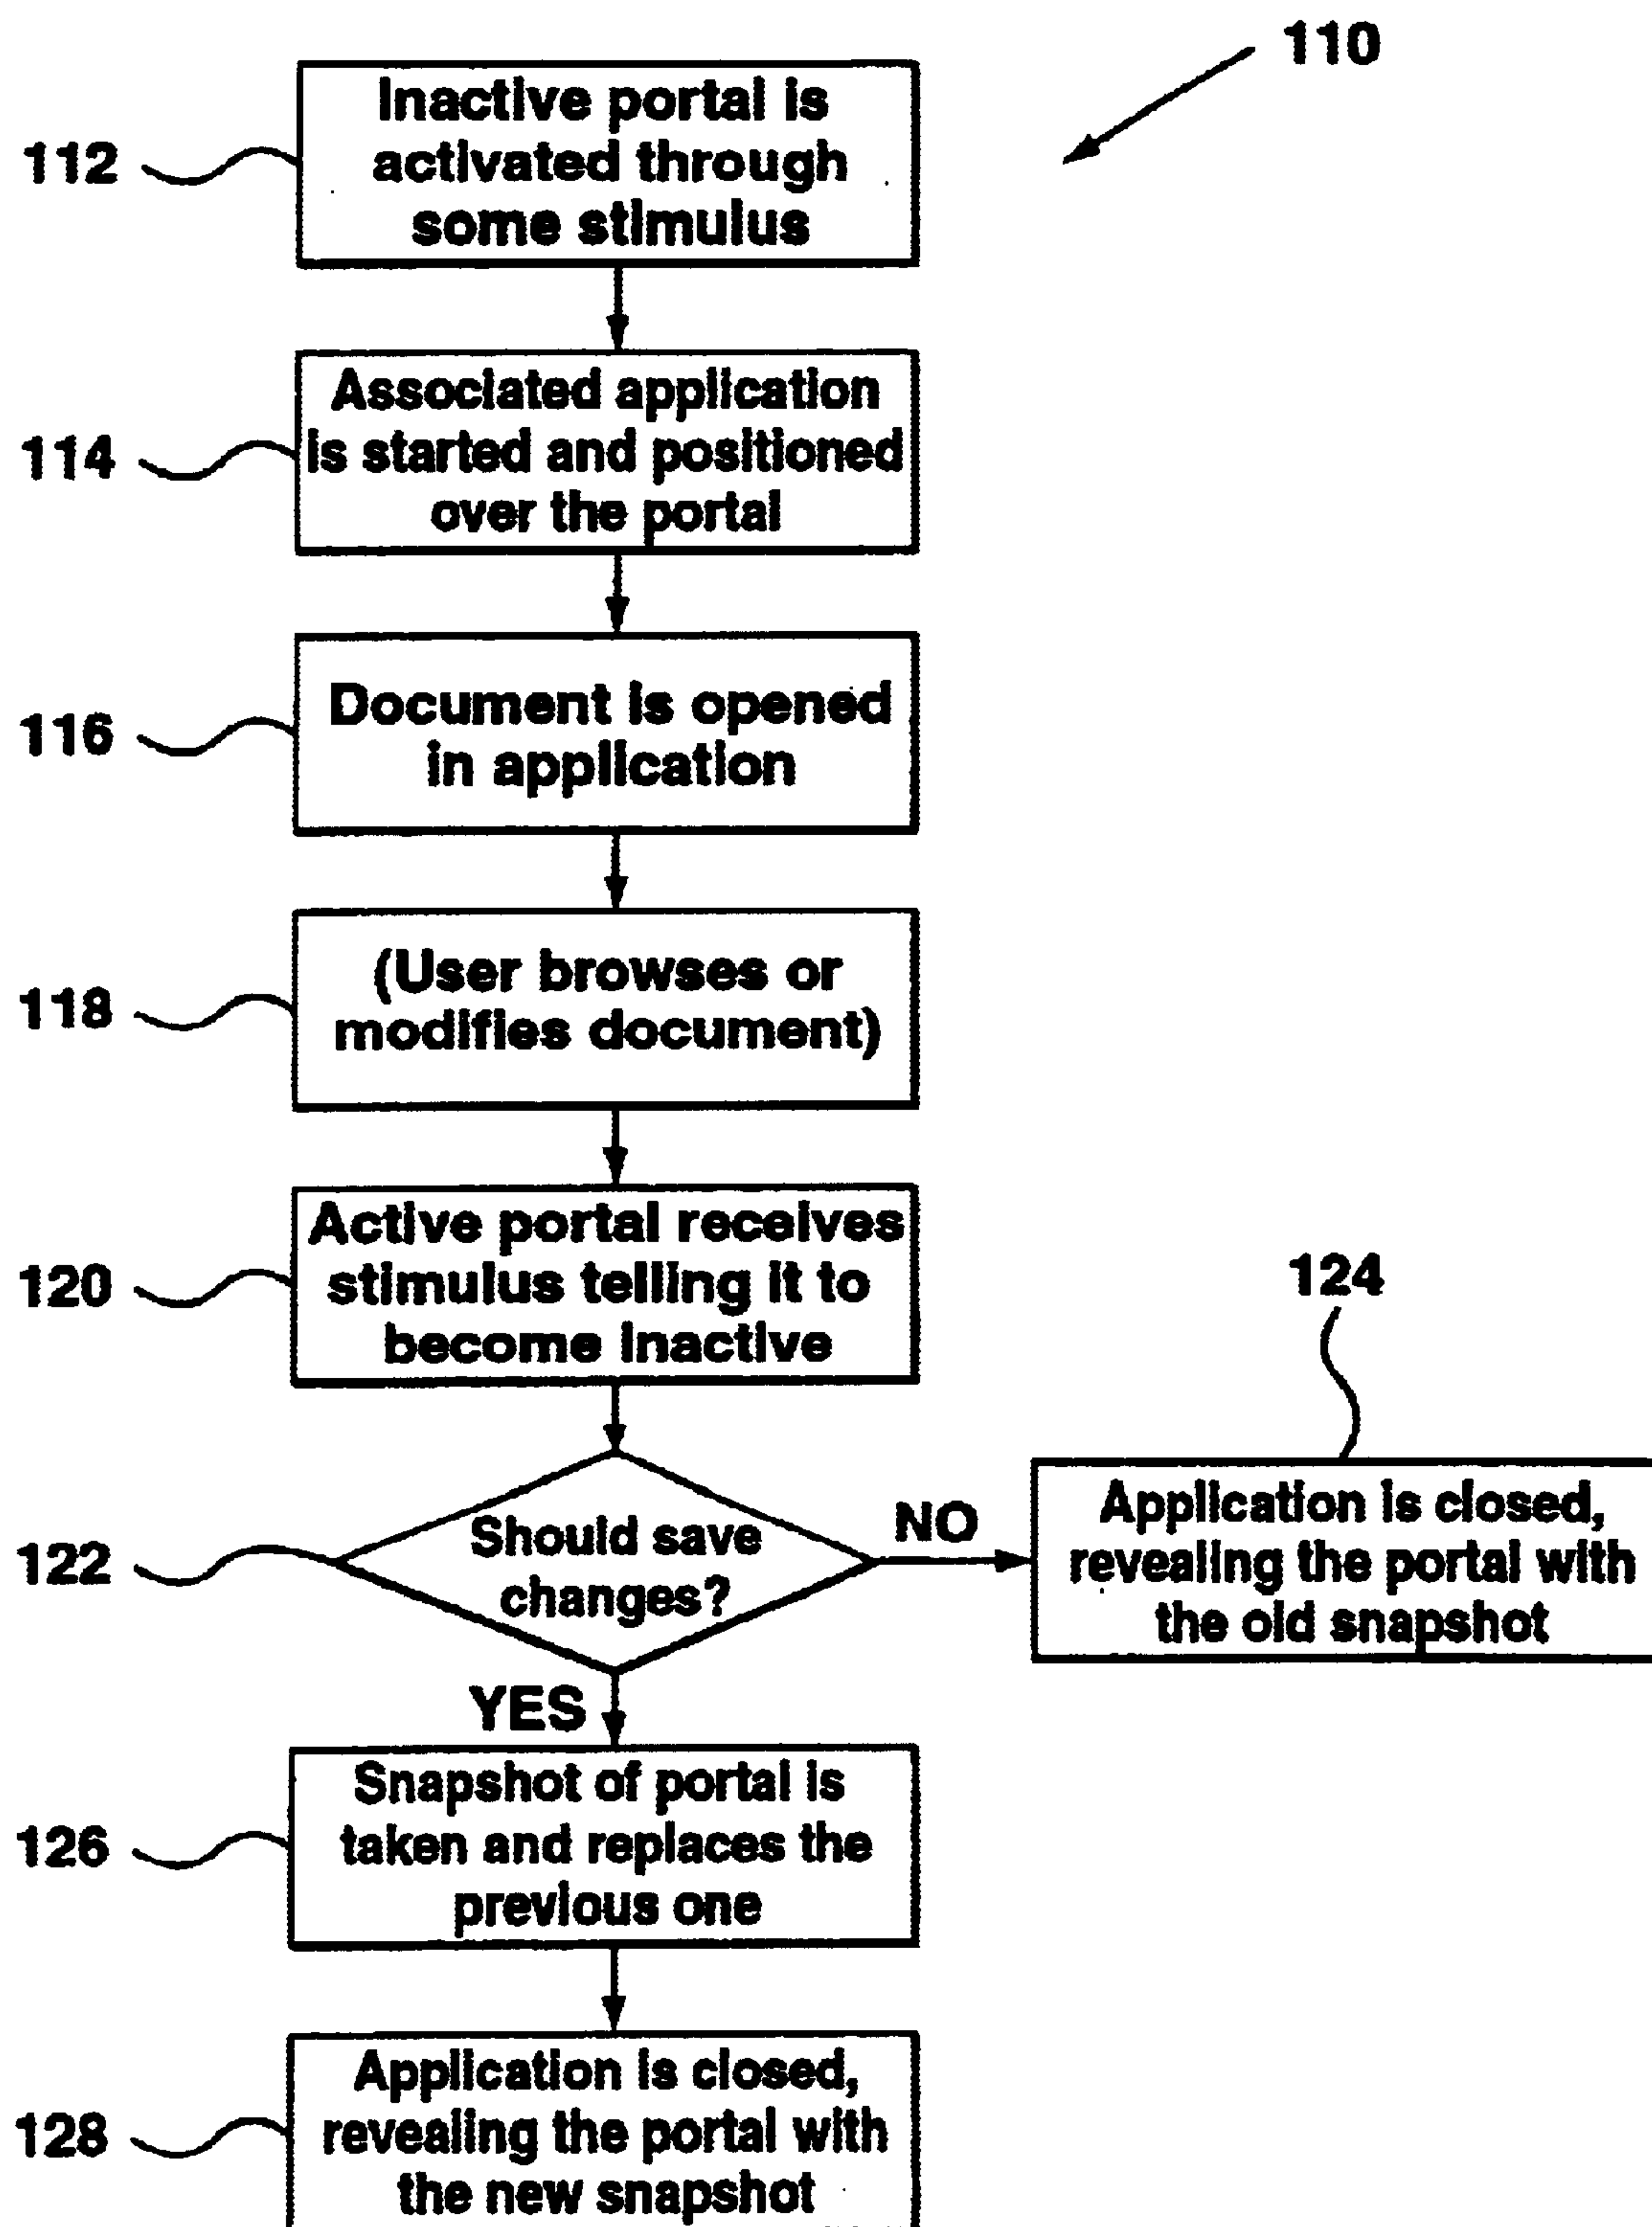 110
112
Inactive portal is
activated through
some stimulus
114
Associated application
is started and positioned
over the portal
116
Document is opened
in application
118
(User browses or
modifies document)
120
Active portal receives
stimulus telling it to
become inactive
122
Should save
changes?
NO
124
Application is closed,
revealing the portal with
the old snapshot
YES
126
Snapshot of portal is
taken and replaces the
previous one
128
Application is closed,
revealing the portal with
the new snapshot